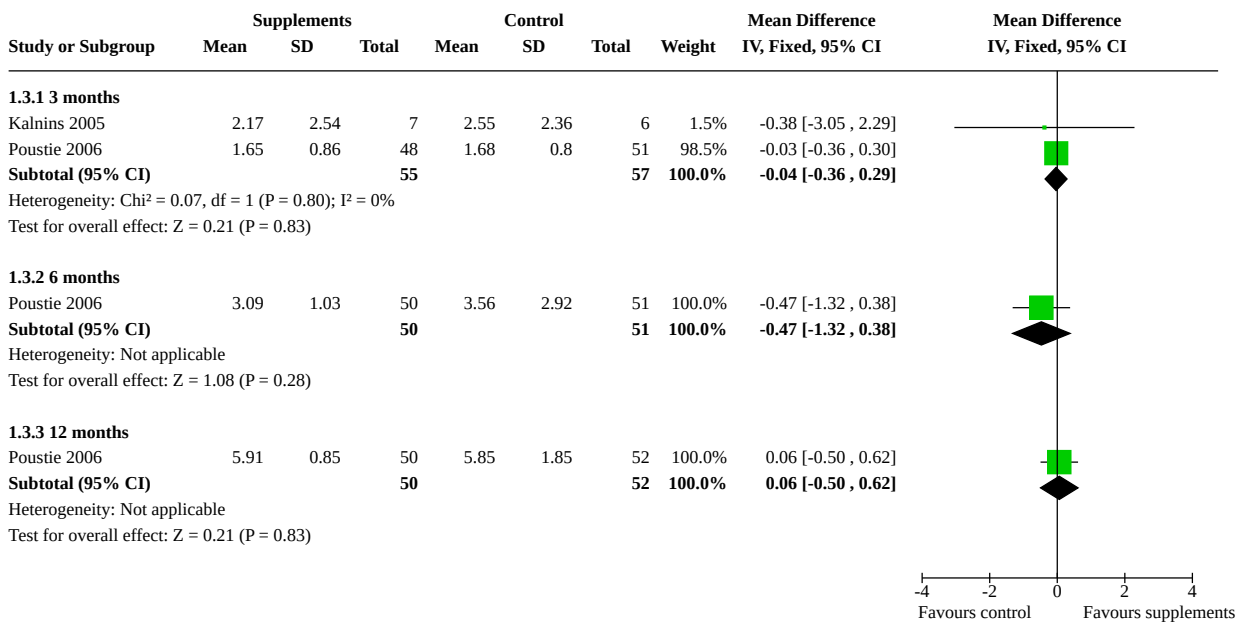 Supplements Control Mean Difference Mean Difference
Study or Subgroup Mean SD Total Mean SD Total Weight IV, Fixed, 95% CI IV, Fixed, 95% CI
1.3.1 3 months
Kalnins 2005 2.17 2.54 7 2.55 2.36 6 1.5% -0.38 [-3.05 , 2.29]
Poustie 2006 1.65 0.86 48 1.68 0.8 51 98.5% -0.03 [-0.36 , 0.30]
Subtotal (95% CI) 55 57 100.0% -0.04 [-0.36 , 0.29]
Heterogeneity: Chi² = 0.07, df = 1 (P = 0.80); I² = 0%
Test for overall effect: Z = 0.21 (P = 0.83)
1.3.2 6 months
Poustie 2006 3.09 1.03 50 3.56 2.92 51 100.0% -0.47 [-1.32 , 0.38]
Subtotal (95% CI) 50 51 100.0% -0.47 [-1.32 , 0.38]
Heterogeneity: Not applicable
Test for overall effect: Z = 1.08 (P = 0.28)
1.3.3 12 months
Poustie 2006 5.91 0.85 50 5.85 1.85 52 100.0% 0.06 [-0.50 , 0.62]
Subtotal (95% CI) 50 52 100.0% 0.06 [-0.50 , 0.62]
Heterogeneity: Not applicable
Test for overall effect: Z = 0.21 (P = 0.83)
-4 -2 0 2 4
Favours control Favours supplements